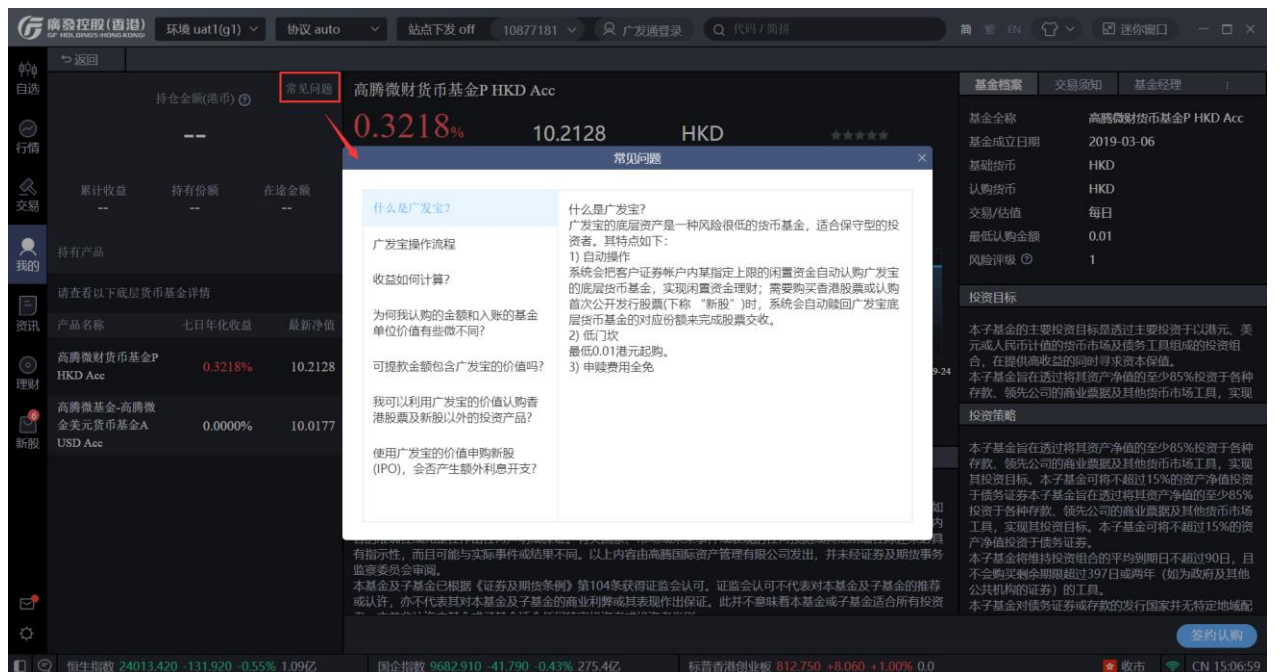 廣發控股(香港)
GF HOLDINGS(HONG KONG)
环境 uat1(g1)
协议 auto
站点下发 off
10877181
广发通登录
代码 / 简拼
简 繁 EN
迷你窗口
自选
行情
交易
我的
资讯
理财
6
新股
返回
持仓金额(港币)
常见问题
--
累计收益 持有份额 在途金额
-- -- --
持有产品
请查看以下底层货币基金详情
产品名称 七日年化收益 最新净值
高腾微财货币基金P
HKD Acc
0.3218% 10.2128
高腾微基金-高腾微
金美元货币基金A
USD Acc
0.0000% 10.0177
高腾微财货币基金P HKD Acc
0.3218% 10.2128 HKD
常见问题
什么是广发宝?
广发宝操作流程
收益如何计算?
为何我认购的金额和入账的基金
单位价值有些微不同?
可提款金额包含广发宝的价值吗?
我可以利用广发宝的价值认购香
港股票及新股以外的投资产品?
使用广发宝的价值申购新股
(IPO)，会否产生额外利息开支?
什么是广发宝?
广发宝的底层资产是一种风险很低的货币基金，适合保守型的投
资者。其特点如下：
1) 自动操作
系统会把客户证券帐户内某指定上限的闲置资金自动认购广发宝
的底层货币基金，实现闲置资金理财；需要购买香港股票或认购
首次公开发行股票(下称 “新股” )时，系统会自动赎回广发宝底
层货币基金的对应份额来完成股票交收。
2) 低门坎
最低0.01港元起购。
3) 申赎费用全免
9-24
如
内
有指示性，而且可能与实际事件或结果不同。以上内容由高腾国际资产管理有限公司发出，并未经证券及期货事务
监察委员会审阅。
本基金及子基金已根据《证券及期货条例》第104条获得证监会认可。证监会认可不代表对本基金及子基金的推荐
或认许，亦不代表其对本基金及子基金的商业利弊或其表现作出保证。此并不意味着本基金或子基金适合所有投资
基金档案 交易须知 基金经理
基金全称 高腾微财货币基金P HKD Acc
基金成立日期 2019-03-06
基础货币 HKD
认购货币 HKD
交易/估值 每日
最低认购金额 0.01
风险评级 1
投资目标
本子基金的主要投资目标是透过主要投资于以港元、美
元或人民币计值的货币市场及债务工具组成的投资组
合，在提供高收益的同时寻求资本保值。
本子基金旨在透过将其资产净值的至少85%投资于各种
存款、领先公司的商业票据及其他货币市场工具，实现
投资策略
本子基金旨在透过将其资产净值的至少85%投资于各种
存款、领先公司的商业票据及其他货币市场工具，实现
其投资目标。本子基金可将不超过15%的资产净值投资
于债务证券本子基金旨在透过将其资产净值的至少85%
投资于各种存款、领先公司的商业票据及其他货币市场
工具，实现其投资目标。本子基金可将不超过15%的资
产净值投资于债务证券。
本子基金将维持投资组合的平均到期日不超过90日，且
不会购买剩余期限超过397日或两年（如为政府及其他
公共机构的证券）的工具。
本子基金对债务证券或存款的发行国家并无特定地域配
签约认购
恒生指数 24013.420 -131.920 -0.55% 1.09亿
国企指数 9682.910 -41.790 -0.43% 275.4亿
标普香港创业板 812.750 +8.060 +1.00% 0.0
收市
CN 15:06:59